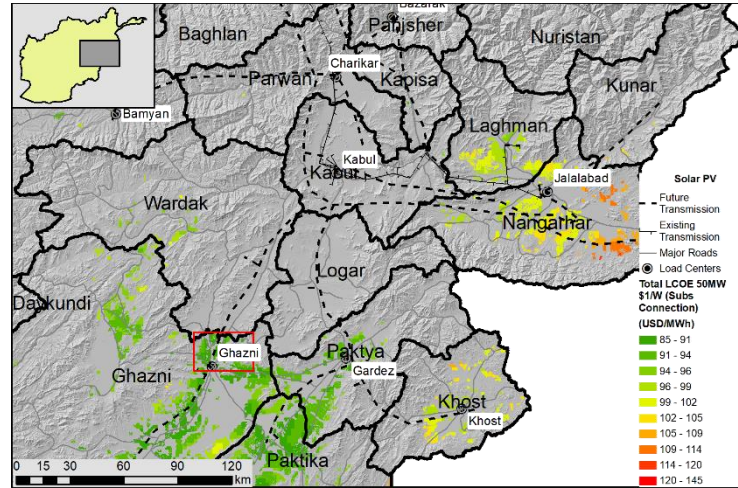 Bazarak
Panjsher
Baghlan
Nuristan
Charikar
Parwan
Kapisa
Kunar
Bamyan
Laghman
Kabul
Kabul
Jalalabad
Wardak
Nangarhar
Logar
Daykundi
Ghazni
Paktya
Ghazni
Gardez
Khost
Khost
Paktika
0 15 30 60 90 120
km
Solar PV
Future
Transmission
Existing
Transmission
Major Roads
Load Centers
Total LCOE 50MW
$1/W (Subs
Connection)
(USD/MWh)
85 - 91
91 - 94
94 - 96
96 - 99
99 - 102
102 - 105
105 - 109
109 - 114
114 - 120
120 - 145